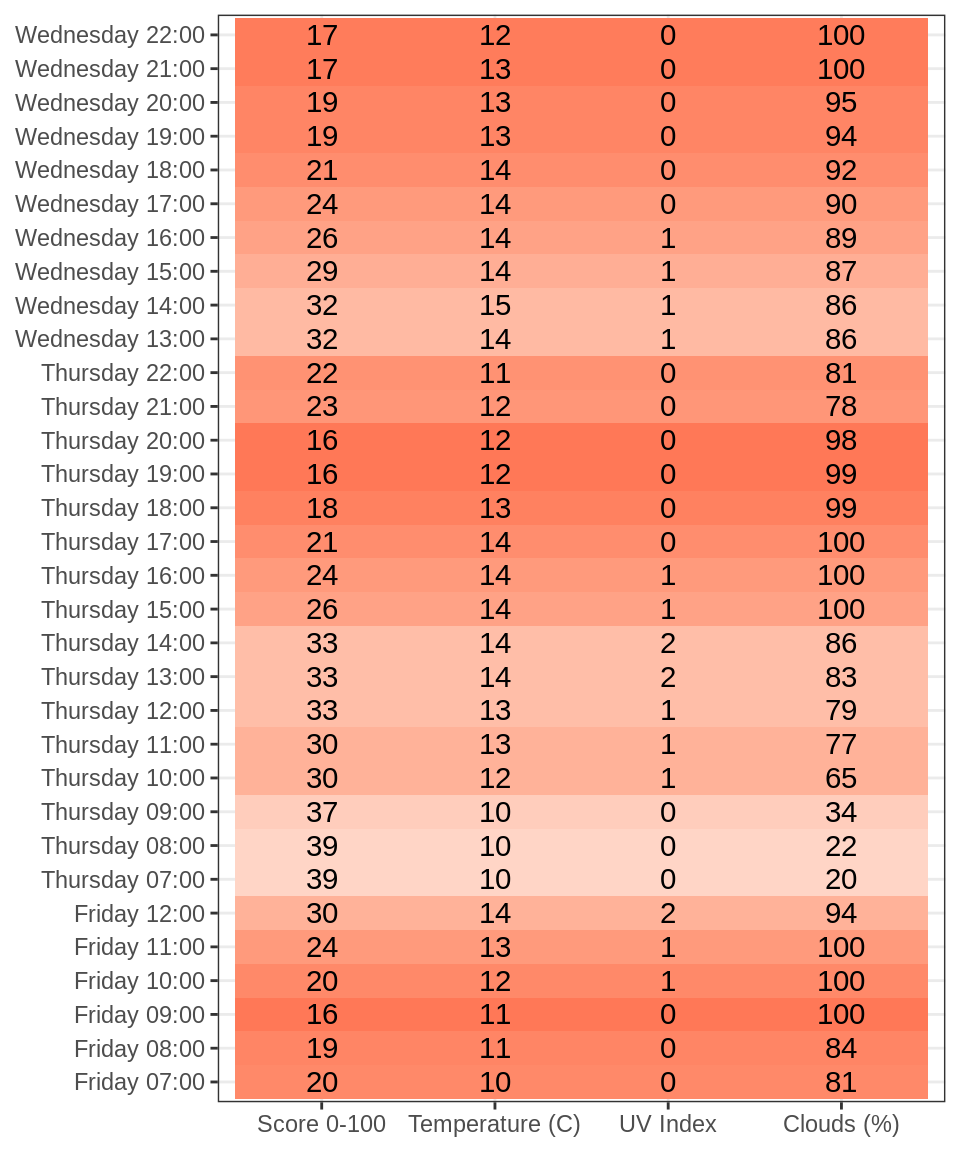 Wednesday 22:00 17 12 0 100
Wednesday 21:00 17 13 0 100
Wednesday 20:00 19 13 0 95
Wednesday 19:00 19 13 0 94
Wednesday 18:00 21 14 0 92
Wednesday 17:00 24 14 0 90
Wednesday 16:00 26 14 1 89
Wednesday 15:00 29 14 1 87
Wednesday 14:00 32 15 1 86
Wednesday 13:00 32 14 1 86
Thursday 22:00 22 11 0 81
Thursday 21:00 23 12 0 78
Thursday 20:00 16 12 0 98
Thursday 19:00 16 12 0 99
Thursday 18:00 18 13 0 99
Thursday 17:00 21 14 0 100
Thursday 16:00 24 14 1 100
Thursday 15:00 26 14 1 100
Thursday 14:00 33 14 2 86
Thursday 13:00 33 14 2 83
Thursday 12:00 33 13 1 79
Thursday 11:00 30 13 1 77
Thursday 10:00 30 12 1 65
Thursday 09:00 37 10 0 34
Thursday 08:00 39 10 0 22
Thursday 07:00 39 10 0 20
Friday 12:00 30 14 2 94
Friday 11:00 24 13 1 100
Friday 10:00 20 12 1 100
Friday 09:00 16 11 0 100
Friday 08:00 19 11 0 84
Friday 07:00 20 10 0 81
Score 0-100 Temperature (C) UV Index Clouds (%)